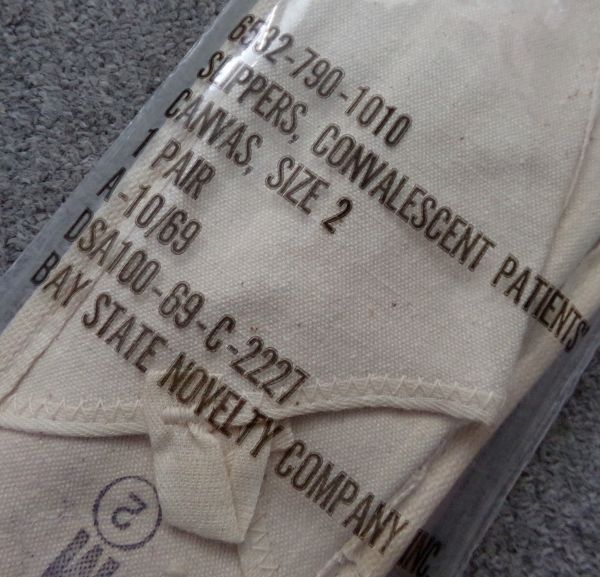 6532-790-1010
SLIPPERS, CONVALESCENT PATIENTS'
CANVAS, SIZE 2
1 PAIR
A-10/69
DSA100-69-C-2227
BAY STATE NOVELTY COMPANY INC.
2